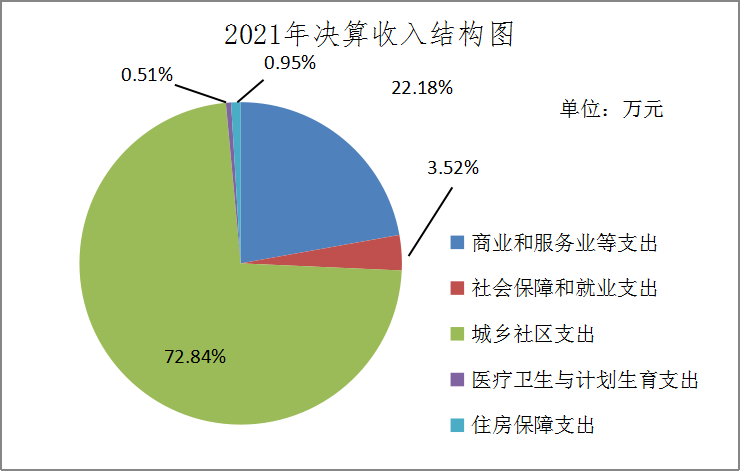 2021年决算收入结构图
0.51%
0.95%
22.18%
单位：万元
3.52%
72.84%
商业和服务业等支出
社会保障和就业支出
城乡社区支出
医疗卫生与计划生育支出
住房保障支出